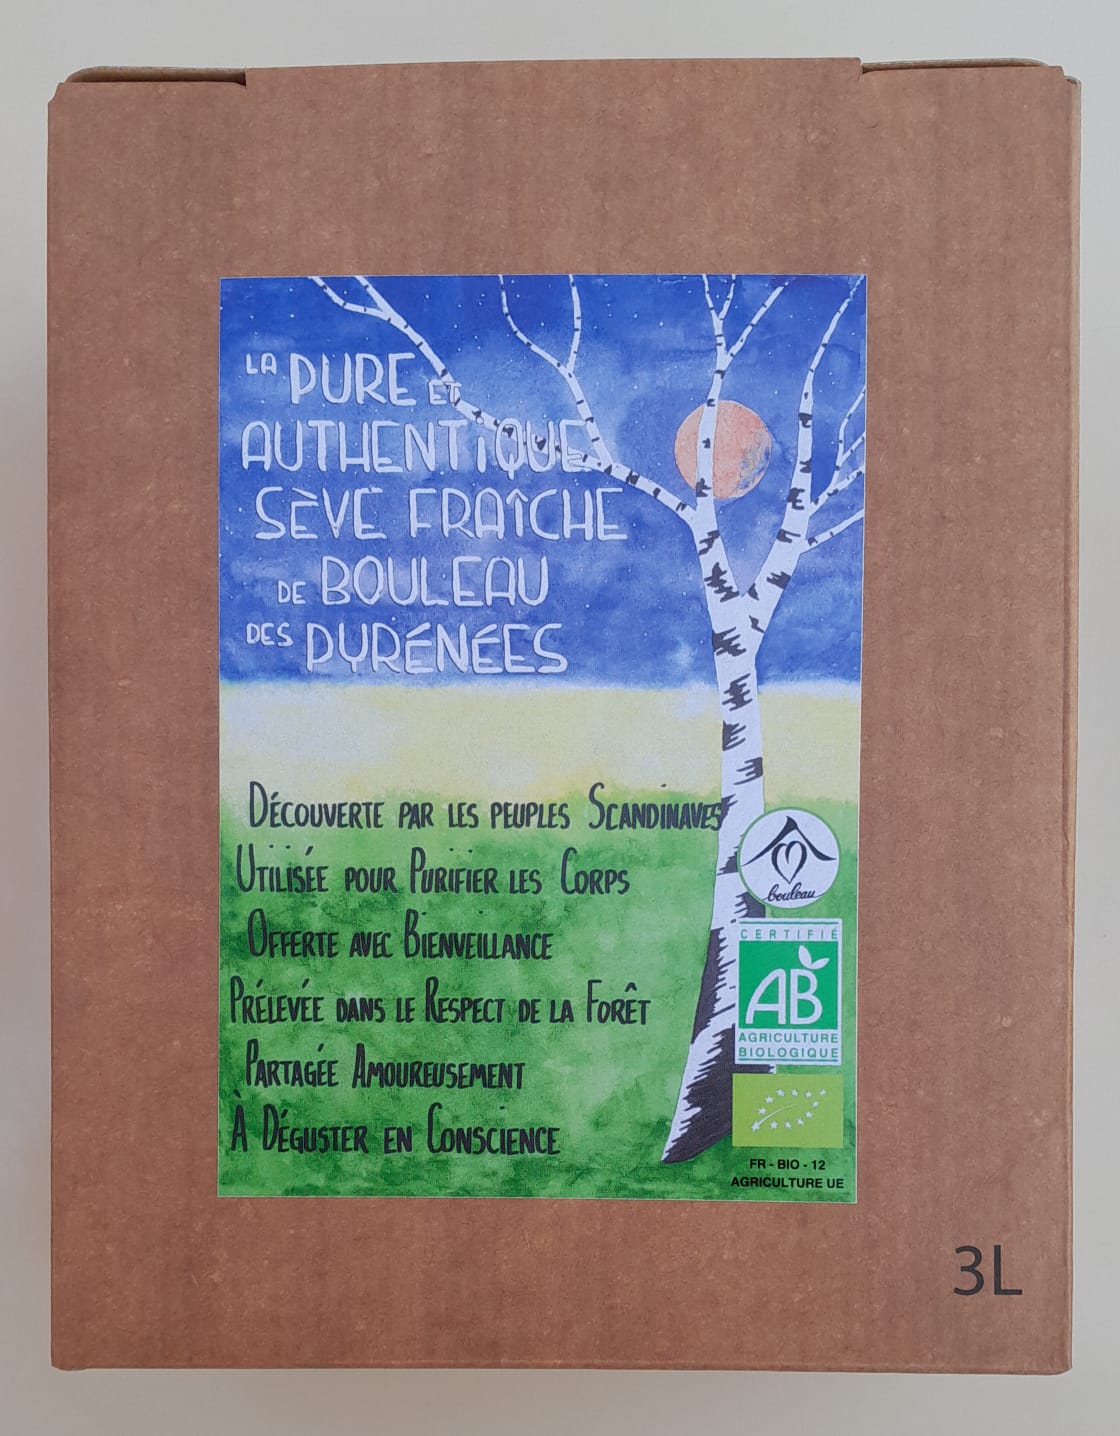 LA PURE ET
AUTHENTiQUE
SÈVE FRAÎCHE
DE BOULEAU
DES PYRÉNÉES
DÉCOUVERTE PAR LES PEUPLES SCANDINAVES
UTILISÉE POUR PURIFIER LES CORPS
OFFERTE AVEC BIENVEILLANCE
PRÉLEVÉE DANS LE RESPECT DE LA FORÊT
PARTAGÉE AMOUREUSEMENT
À DÉGUSTER EN CONSCIENCE
bouleau
CERTIFIÉ
AB
AGRICULTURE
BIOLOGIQUE
FR - BIO - 12
AGRICULTURE UE
3L